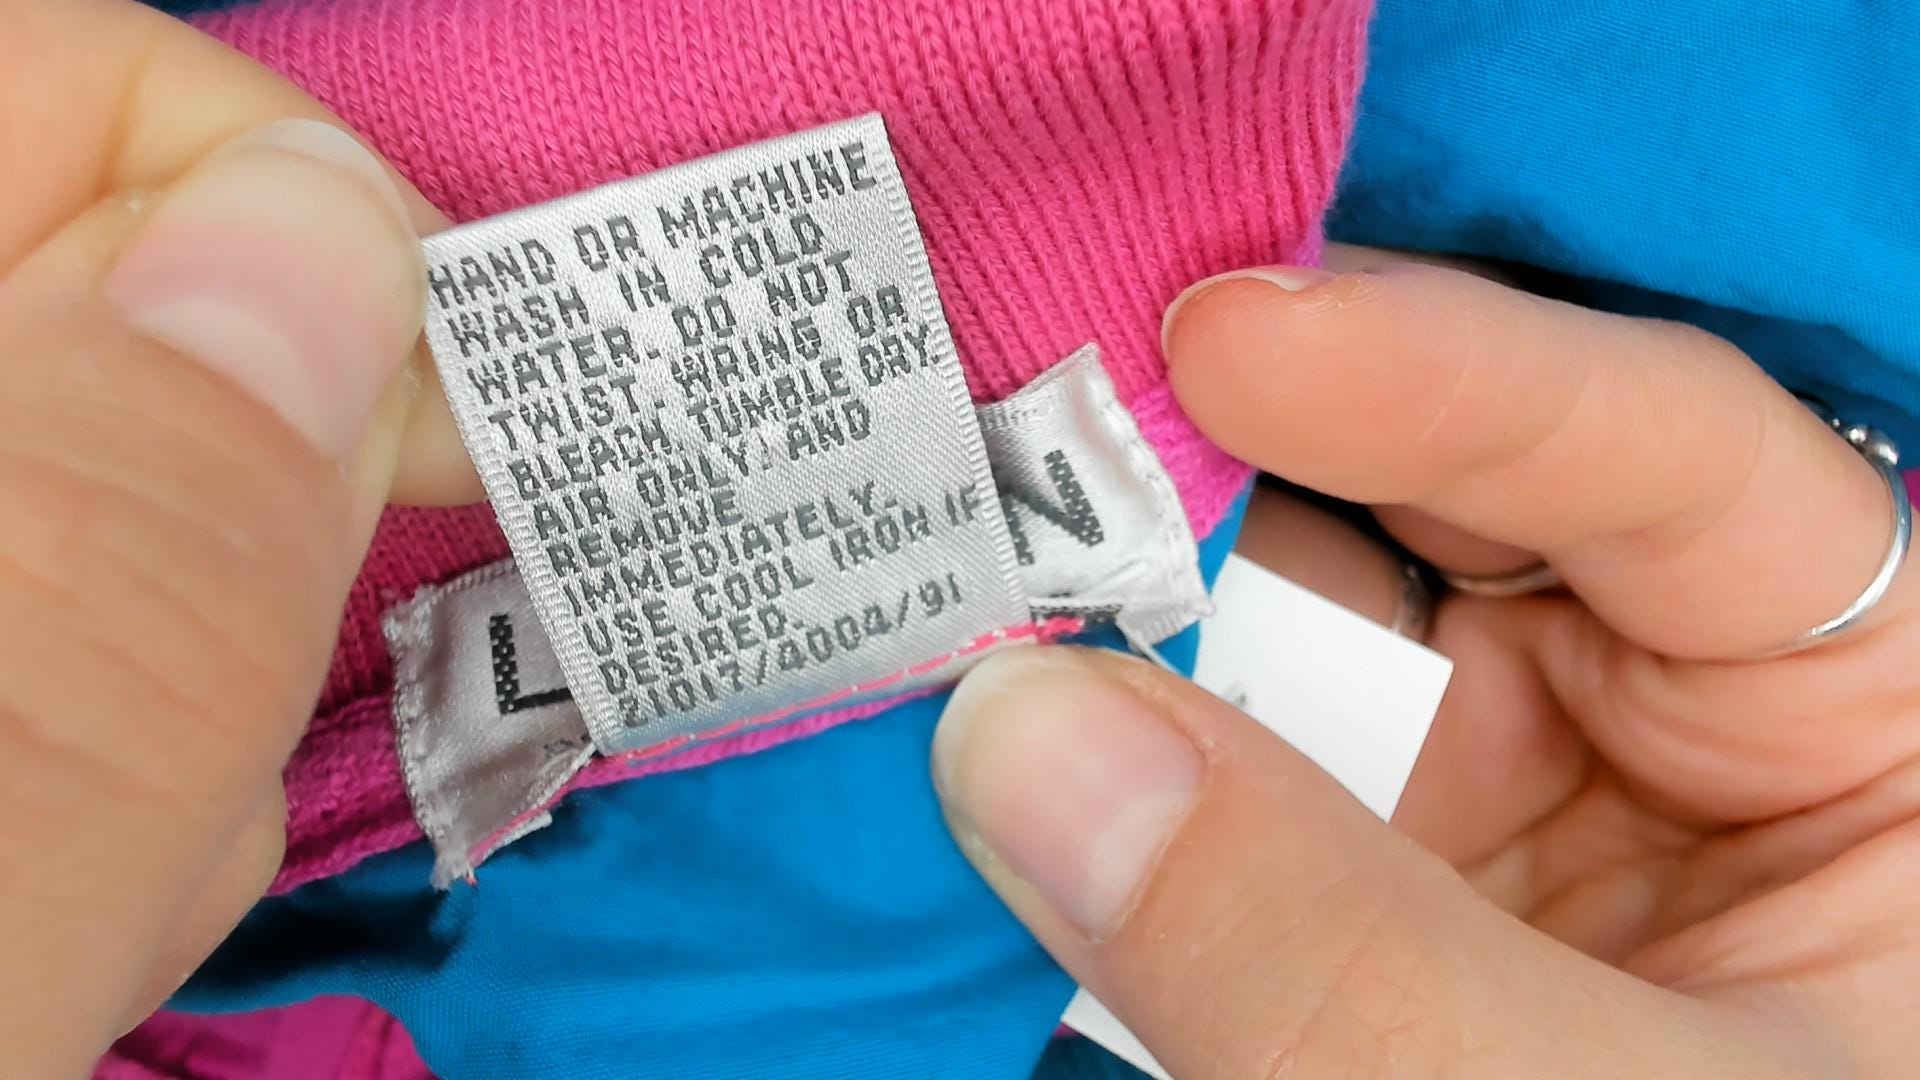 HAND OR MACHINE
WASH IN COLD
WATER. DO NOT
TWIST. WRING OR
BLEACH. TUMBLE DRY.
AIR ONLY. AND
REMOVE
IMMEDIATELY.
USE COOL IRON IF
DESIRED.
21017/4004/91
L